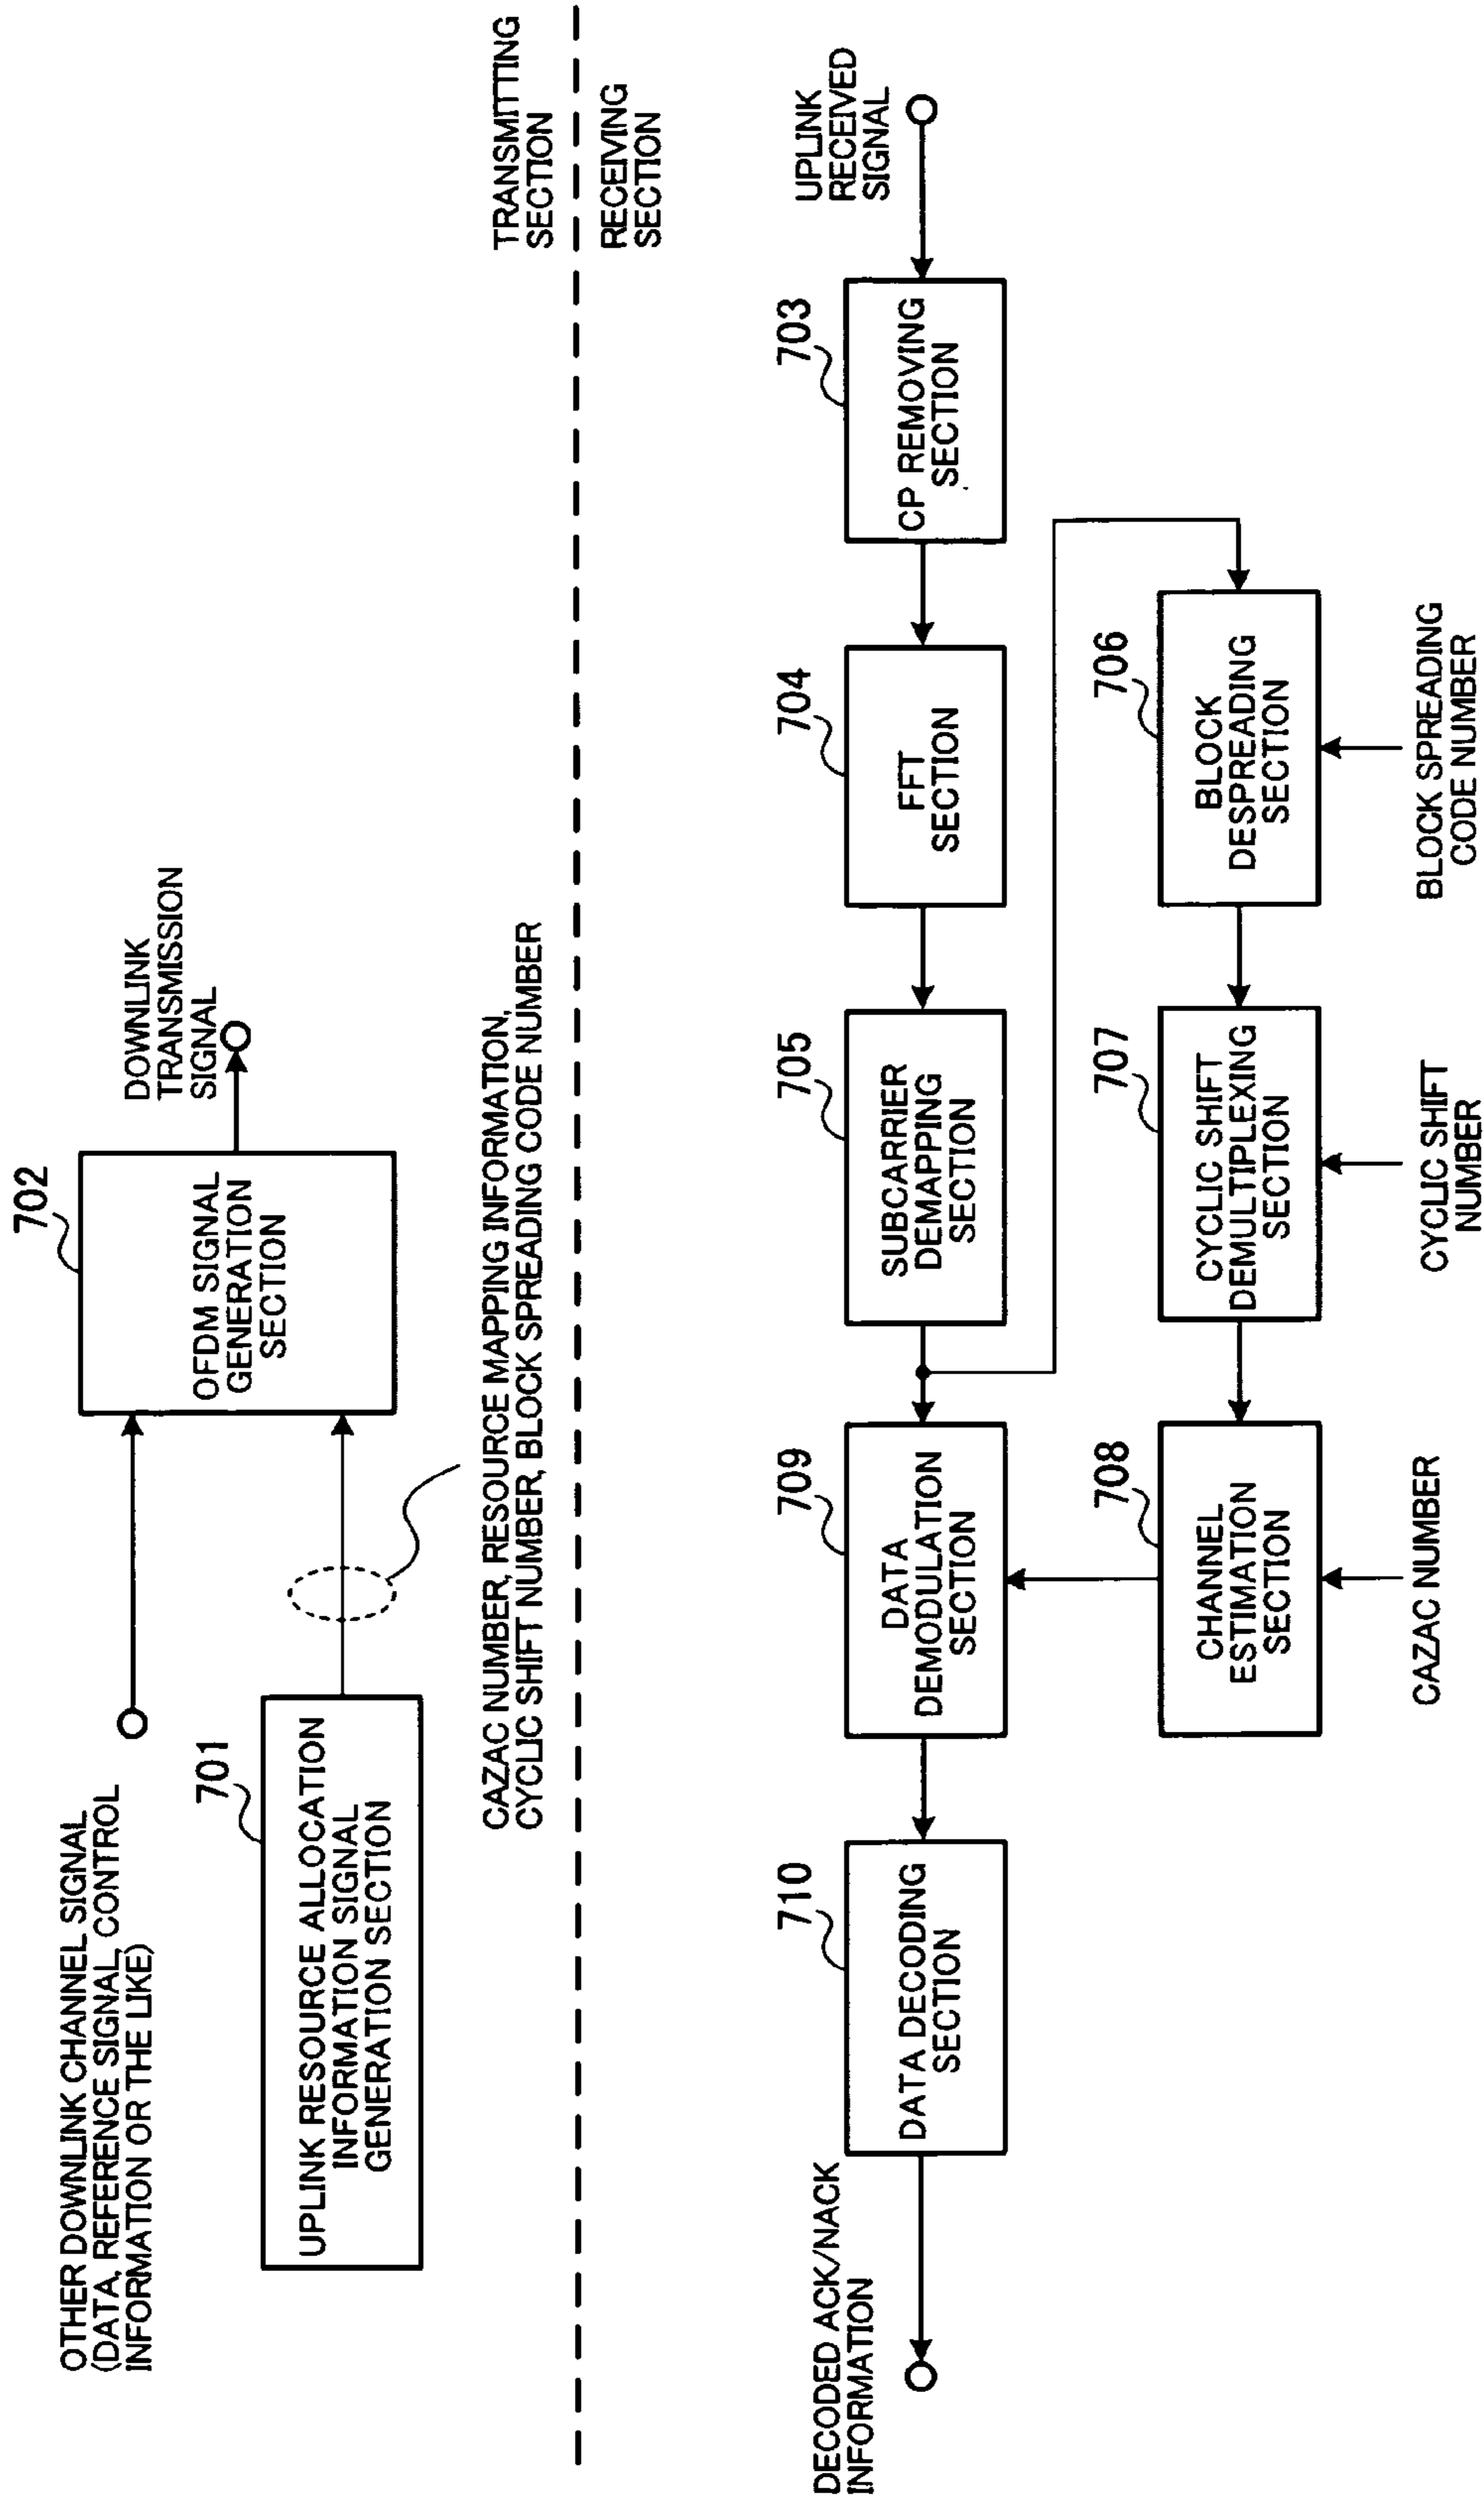 OTHER DOWNLINK CHANNEL SIGNAL
(DATA, REFERENCE SIGNAL, CONTROL
INFORMATION OR THE LIKE)
702
OFDM SIGNAL
GENERATION
SECTION
DOWNLINK
TRANSMISSION
SIGNAL
701
UPLINK RESOURCE ALLOCATION
INFORMATION SIGNAL
GENERATION SECTION
CAZAC NUMBER, RESOURCE MAPPING INFORMATION,
CYCLIC SHIFT NUMBER, BLOCK SPREADING CODE NUMBER
TRANSMITTING
SECTION
RECEIVING
SECTION
DECODED ACK/NACK
INFORMATION
710
DATA DECODING
SECTION
709
DATA
DEMODULATION
SECTION
705
SUBCARRIER
DEMAPPING
SECTION
704
FFT
SECTION
703
CP REMOVING
SECTION
UPLINK
RECEIVED
SIGNAL
708
CHANNEL
ESTIMATION
SECTION
707
CYCLIC SHIFT
DEMULTIPLEXING
SECTION
706
BLOCK
DESPREADING
SECTION
CAZAC NUMBER
CYCLIC SHIFT
NUMBER
BLOCK SPREADING
CODE NUMBER